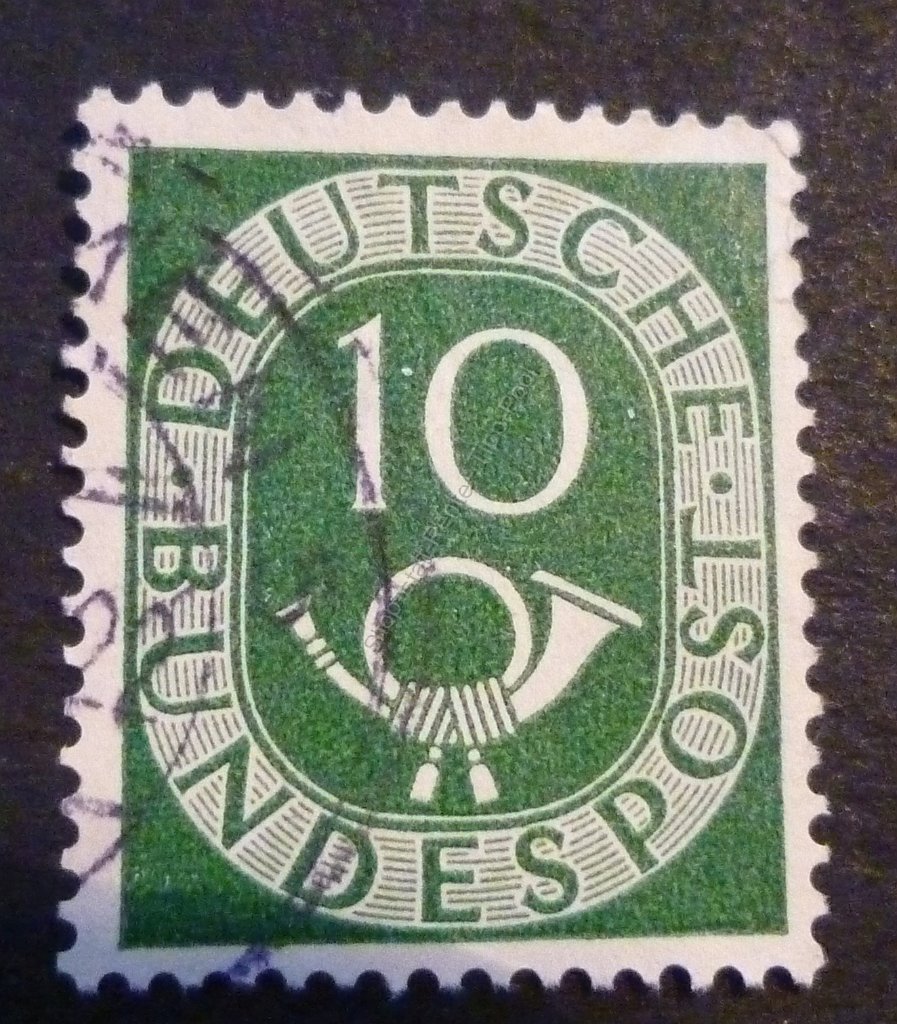 DEUTSCHE · BUNDESPOST ·
10